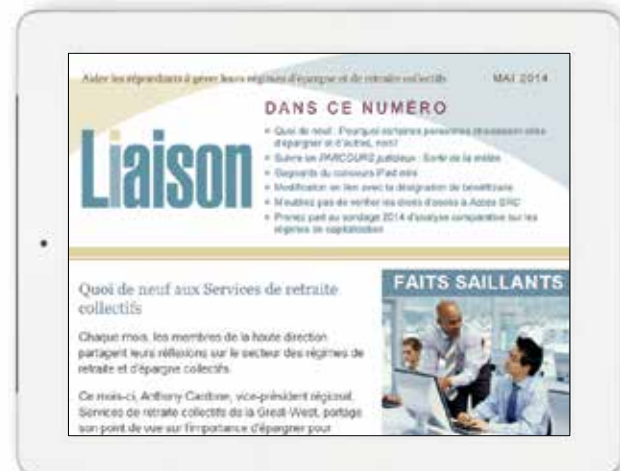 Aider les répondants à gérer leurs régimes d'épargne et de retraite collectifs
MAI 2014
Liaison
DANS CE NUMÉRO
Quoi de neuf : Pourquoi certaines personnes choisissent-elles
d'épargner et d'autres, non?
Suivre un PARCOURS judicieux : Sortir de la mêlée
Gagnants du concours iPad mini
Modification en lien avec la désignation de bénéficiaire
N'oubliez pas de vérifier les droits d'accès à Accès SRC
Prenez part au sondage 2014 d'analyse comparative sur les
régimes de capitalisation
Quoi de neuf aux Services de retraite
collectifs
Chaque mois, les membres de la haute direction
partagent leurs réflexions sur le secteur des régimes de
retraite et d'épargne collectifs.
Ce mois-ci, Anthony Cardone, vice-président régional,
Services de retraite collectifs de la Great-West, partage
son point de vue sur l'importance d'épargner pour
FAITS SAILLANTS